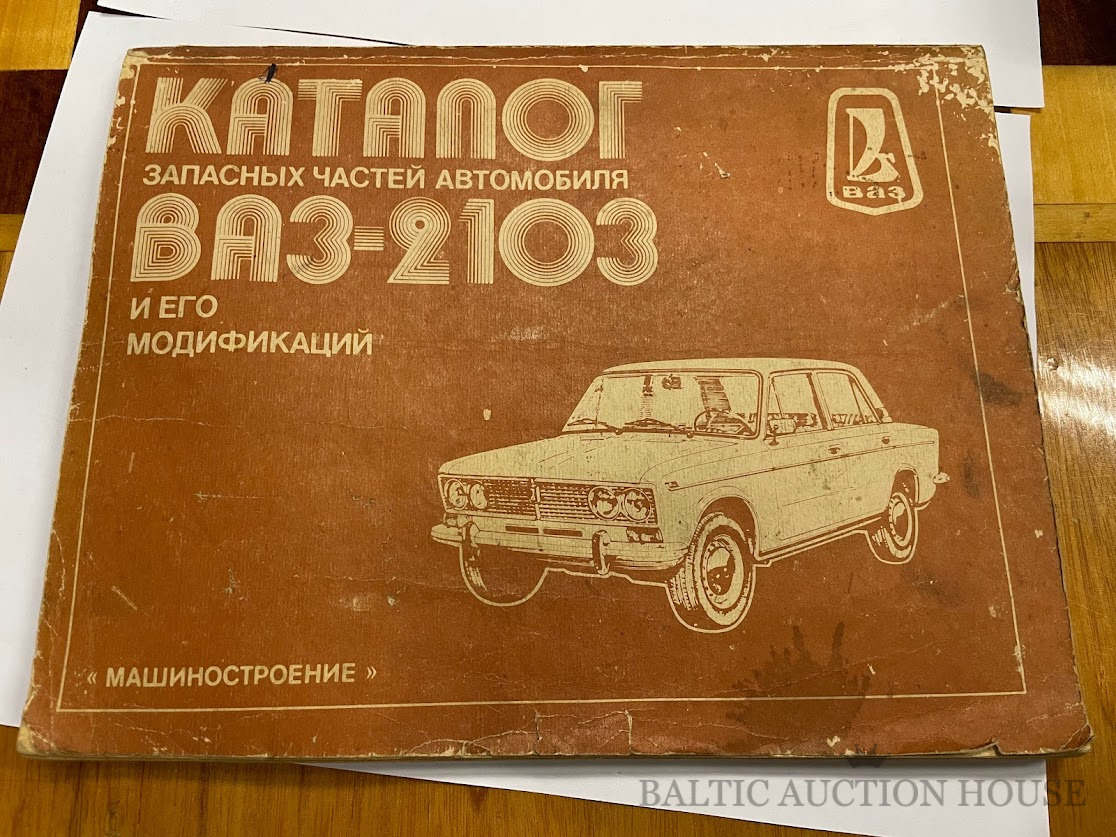 КАТАЛОГ
ЗАПАСНЫХ ЧАСТЕЙ АВТОМОБИЛЯ
ВАЗ-2103
И ЕГО
МОДИФИКАЦИЙ
ВАЗ
« МАШИНОСТРОЕНИЕ »
BALTIC AUCTION HOUSE